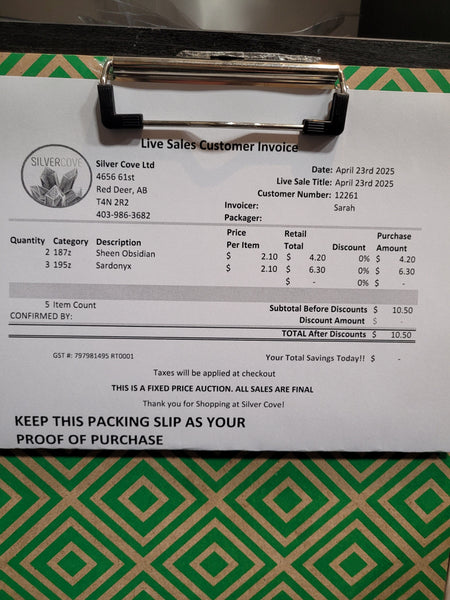 Live Sales Customer Invoice
SILVERCOVE
Silver Cove Ltd
4656 61st
Red Deer, AB
T4N 2R2
403-986-3682
Date: April 23rd 2025
Live Sale Title: April 23rd 2025
Customer Number: 12261
Invoicer: Sarah
Packager:
Quantity Category Description Price Per Item Retail Total Discount Purchase Amount
2 187z Sheen Obsidian $ 2.10 $ 4.20 0% $ 4.20
3 195z Sardonyx $ 2.10 $ 6.30 0% $ 6.30
$ - 0% $ -
5 Item Count
Subtotal Before Discounts $ 10.50
CONFIRMED BY:
Discount Amount $ -
TOTAL After Discounts $ 10.50
GST #: 797981495 RT0001
Your Total Savings Today!! $ -
Taxes will be applied at checkout
THIS IS A FIXED PRICE AUCTION. ALL SALES ARE FINAL
Thank you for Shopping at Silver Cove!
KEEP THIS PACKING SLIP AS YOUR
PROOF OF PURCHASE